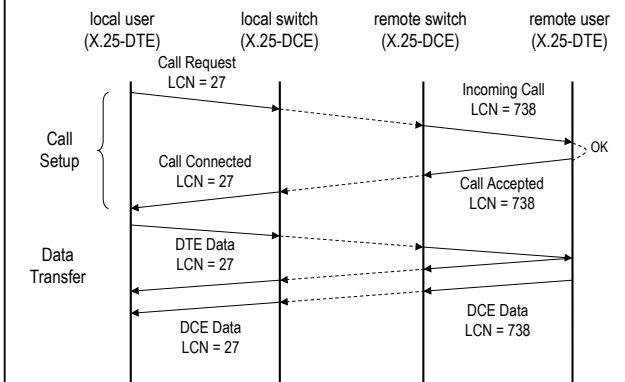 local user
(X.25-DTE)
local switch
(X.25-DCE)
remote switch
(X.25-DCE)
remote user
(X.25-DTE)
Call Request
LCN = 27
Incoming Call
LCN = 738
Call
Setup
OK
Call Connected
LCN = 27
Call Accepted
LCN = 738
Data
Transfer
DTE Data
LCN = 27
DCE Data
LCN = 27
DCE Data
LCN = 738